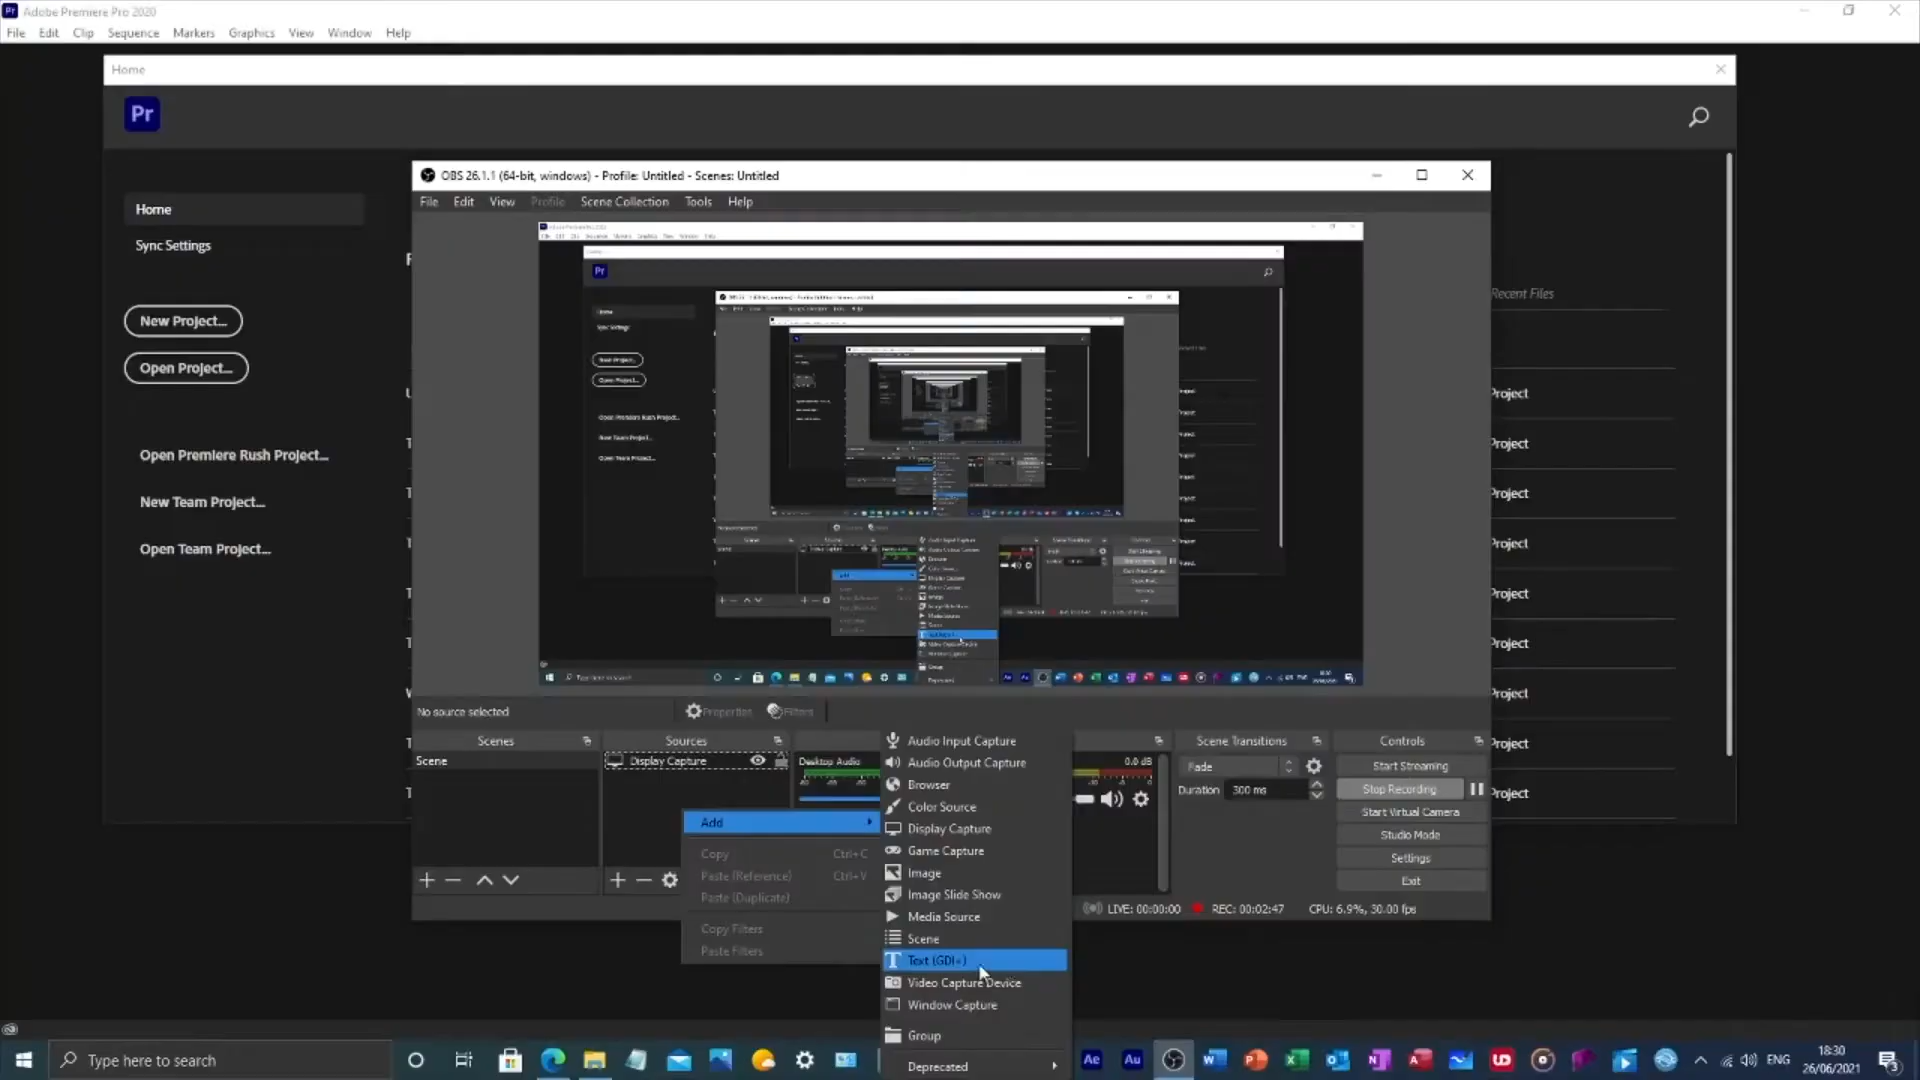 Adobe Premiere Pro 2020
File Edit Clip Sequence Markers Graphics View Window Help
Home
Pr
OBS 26.1.1 (64-bit, windows) - Profile: Untitled - Scenes: Untitled
File Edit View Profile Scene Collection Tools Help
Home
Sync Settings
New Project...
Open Project...
Open Premiere Rush Project...
New Team Project...
Open Team Project...
Recent Files
Project
Project
Project
Project
Project
Project
Project
Project
Project
Pr
No source selected
Properties
Filters
Scenes
Sources
Scene Transitions
Controls
Scene
Display Capture
Desktop Audio
0.0 dB
Fade
Duration 300 ms
Start Streaming
Stop Recording
Start Virtual Camera
Studio Mode
Settings
Exit
Add
Copy Ctrl+C
Paste (Reference) Ctrl+V
Paste (Duplicate)
Copy Filters
Paste Filters
Audio Input Capture
Audio Output Capture
Browser
Color Source
Display Capture
Game Capture
Image
Image Slide Show
Media Source
Scene
Text (GDI+)
Video Capture Device
Window Capture
Group
Deprecated
LIVE: 00:00:00 REC: 00:02:47 CPU: 6.9%, 30.00 fps
Type here to search
Ae Au
ENG
18:30
26/06/2021
3